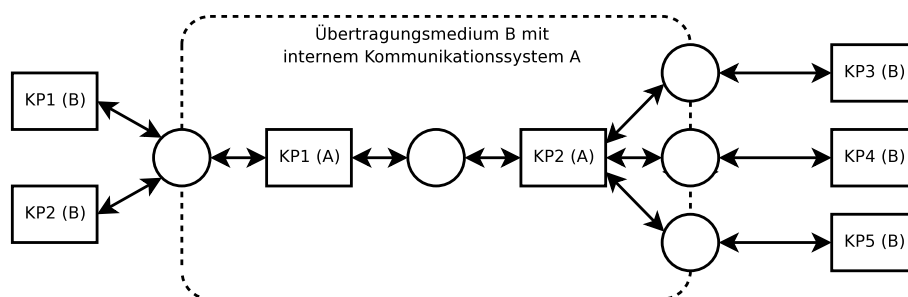 Übertragungsmedium B mit
internem Kommunikationssystem A
KP1 (B)
KP2 (B)
KP1 (A)
KP2 (A)
KP3 (B)
KP4 (B)
KP5 (B)